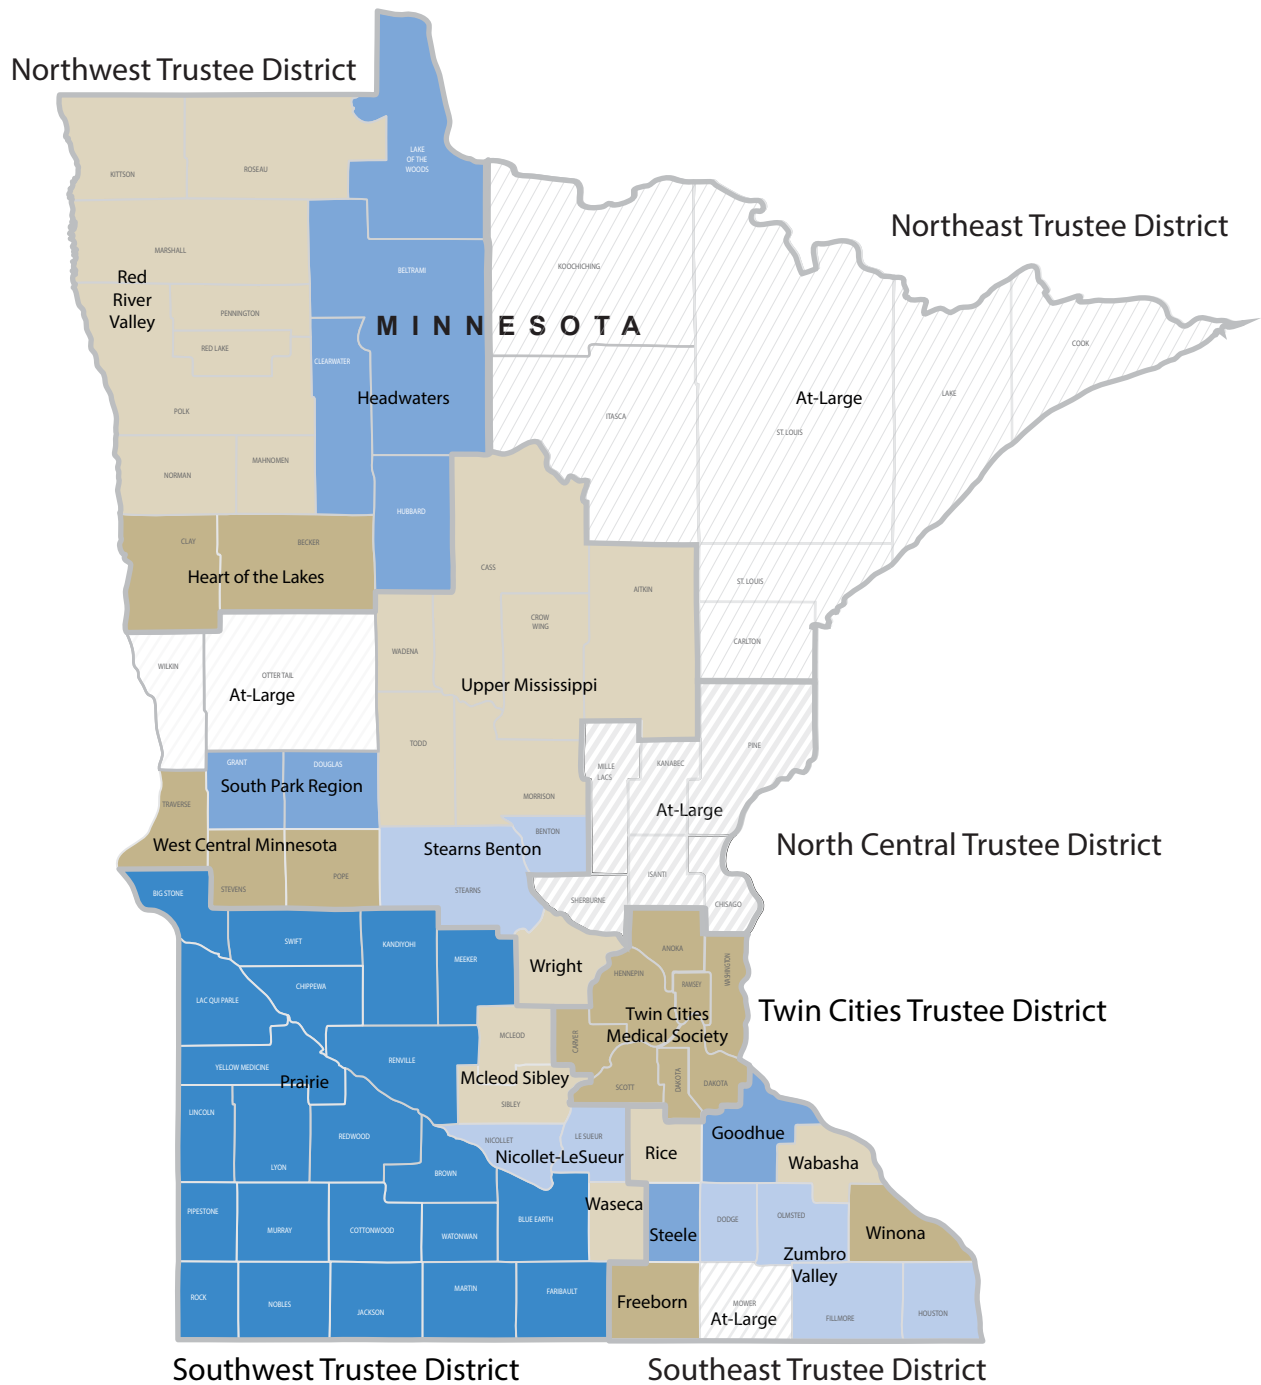 Northwest Trustee District
LAKE
OF THE
WOODS
KITTSON
ROSEAU
Northeast Trustee District
MARSHALL
KOOCHICHING
BELTRAMI
Red
River
Valley
PENNINGTON
MINNESOTA
RED LAKE
CLEARWATER
COOK
Headwaters
At-Large
LAKE
POLK
ITASCA
ST. LOUIS
NORMAN
MAHNOMEN
HUBBARD
CLAY
BECKER
Heart of the Lakes
CASS
AITKIN
ST. LOUIS
CROW
WING
CARLTON
WADENA
WILKIN
OTTER TAIL
At-Large
Upper Mississippi
TODD
PINE
GRANT
DOUGLAS
South Park Region
MILLE
LACS
KANABEC
MORRISON
TRAVERSE
At-Large
West Central Minnesota
Stearns Benton
BENTON
North Central Trustee District
STEVENS
POPE
STEARNS
ISANTI
BIG STONE
SHERBURNE
CHISAGO
SWIFT
KANDIYOHI
MEEKER
Wright
ANOKA
HENNEPIN
WASHINGTON
RAMSEY
CHIPPEWA
LAC QUI PARLE
Twin Cities
Medical Society
Twin Cities Trustee District
MCLEOD
CARVER
RENVILLE
YELLOW MEDICINE
Prairie
Mcleod Sibley
SCOTT
DAKOTA
DAKOTA
SIBLEY
LINCOLN
REDWOOD
NICOLLET
LE SUEUR
Nicollet-LeSueur
Rice
Goodhue
Wabasha
LYON
BROWN
Waseca
PIPESTONE
MURRAY
COTTONWOOD
WATONWAN
BLUE EARTH
Steele
DODGE
OLMSTED
Winona
Zumbro
Valley
ROCK
NOBLES
JACKSON
MARTIN
FARIBAULT
Freeborn
MOWER
At-Large
FILLMORE
HOUSTON
Southwest Trustee District
Southeast Trustee District